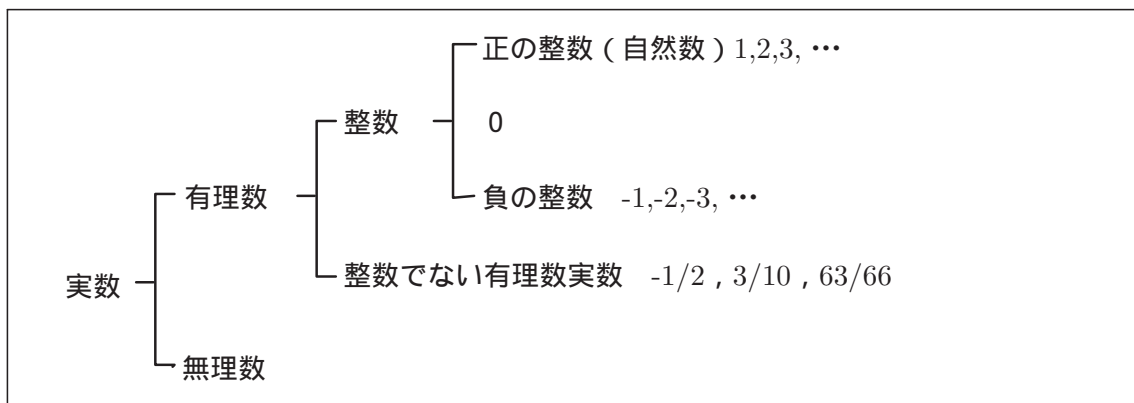 正の整数 ( 自然数 ) 1,2,3, …
整数 0
有理数 負の整数 -1,-2,-3, …
実数 整数でない有理数実数 -1/2 , 3/10 , 63/66
無理数